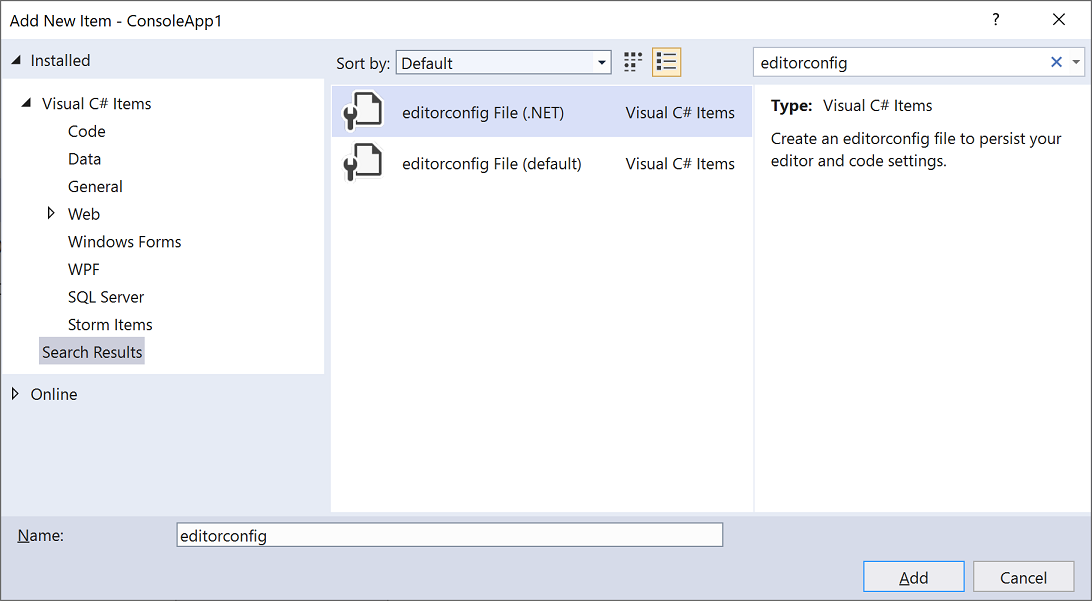 Add New Item - ConsoleApp1
?
Installed
Sort by: Default
editorconfig
Visual C# Items
Code
Data
General
Web
Windows Forms
WPF
SQL Server
Storm Items
Search Results
Online
editorconfig File (.NET) Visual C# Items
editorconfig File (default) Visual C# Items
Type: Visual C# Items
Create an editorconfig file to persist your
editor and code settings.
Name: editorconfig
Add Cancel